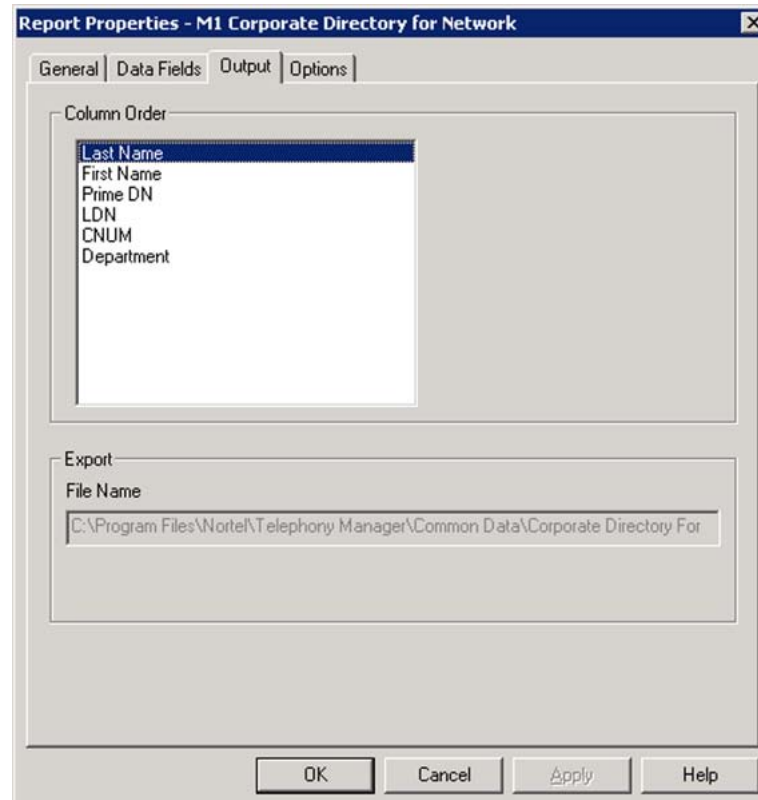 Report Properties - M1 Corporate Directory for Network
General
Data Fields
Output
Options
Column Order
Last Name
First Name
Prime DN
LDN
CNUM
Department
Export
File Name
C:\Program Files\Nortel\Telephony Manager\Common Data\Corporate Directory For
OK
Cancel
Apply
Help